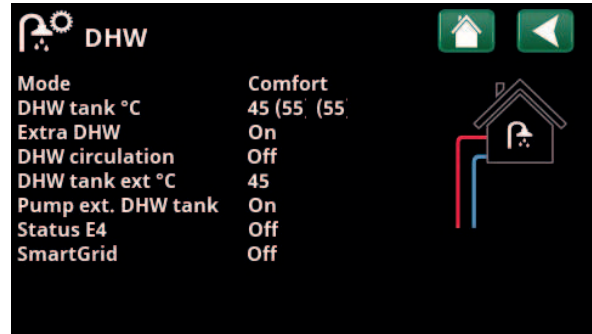 DHW
Mode Comfort
DHW tank °C 45 (55) (55)
Extra DHW On
DHW circulation Off
DHW tank ext °C 45
Pump ext. DHW tank On
Status E4 Off
SmartGrid Off